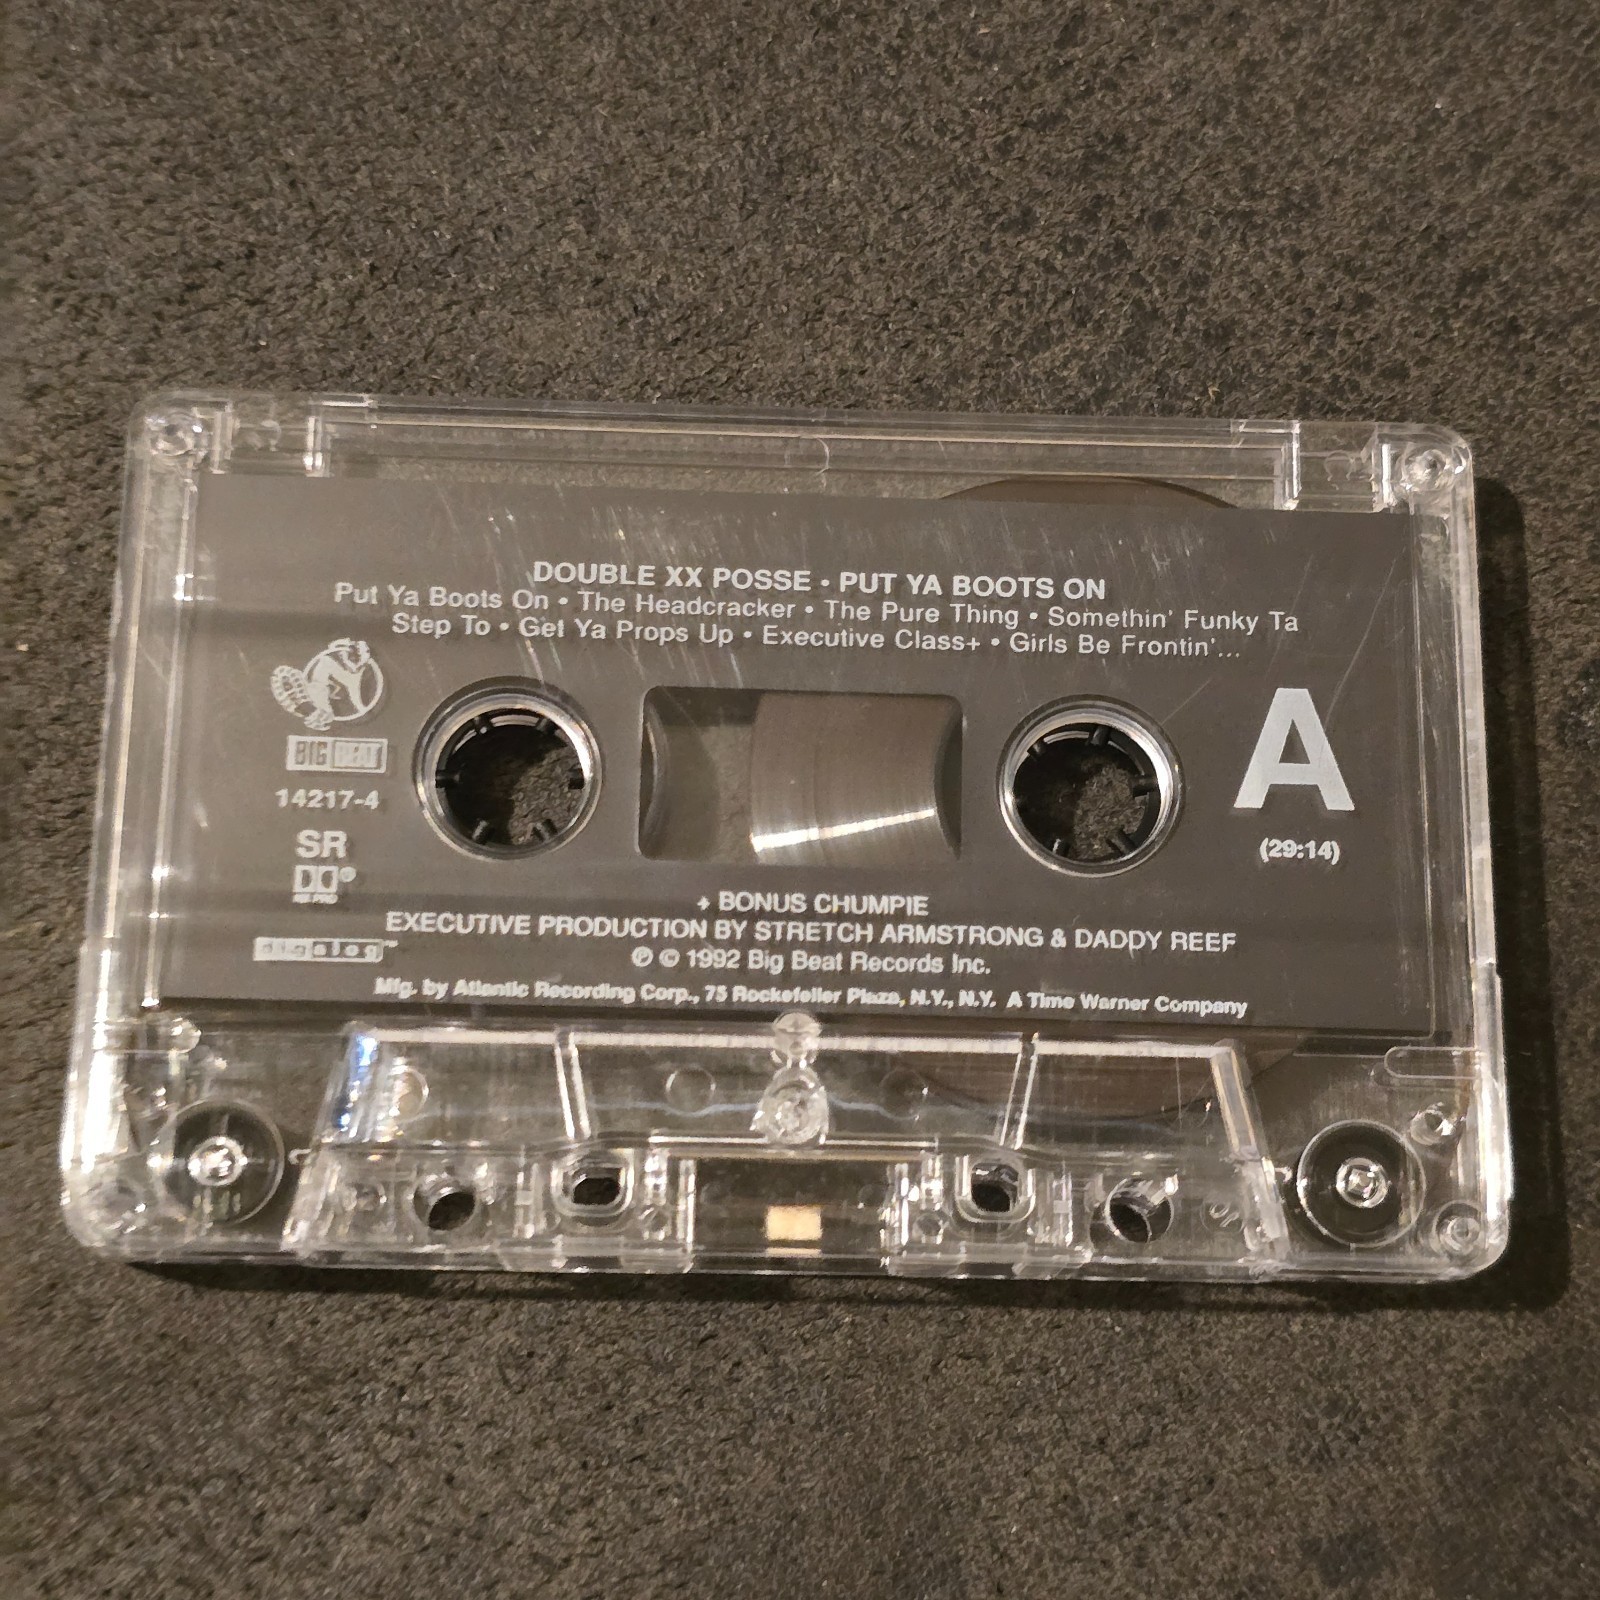 DOUBLE XX POSSE • PUT YA BOOTS ON
Put Ya Boots On • The Headcracker • The Pure Thing • Somethin' Funky Ta
Step To • Get Ya Props Up • Executive Class+ • Girls Be Frontin'...
BIG BEAT
14217-4
SR
digalog™
A
(29:14)
+ BONUS CHUMPIE
EXECUTIVE PRODUCTION BY STRETCH ARMSTRONG & DADDY REEF
℗ © 1992 Big Beat Records Inc.
Mfg. by Atlantic Recording Corp., 75 Rockefeller Plaza, N.Y., N.Y. A Time Warner Company